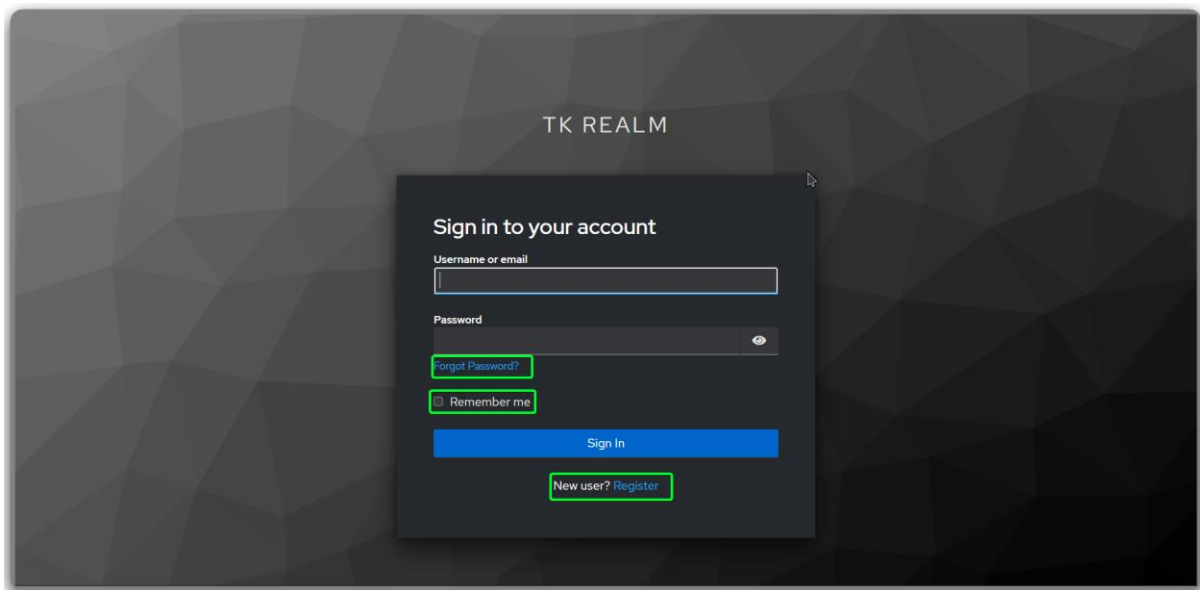 TK REALM
Sign in to your account
Username or email
Password
Forgot Password?
Remember me
Sign In
New user? Register